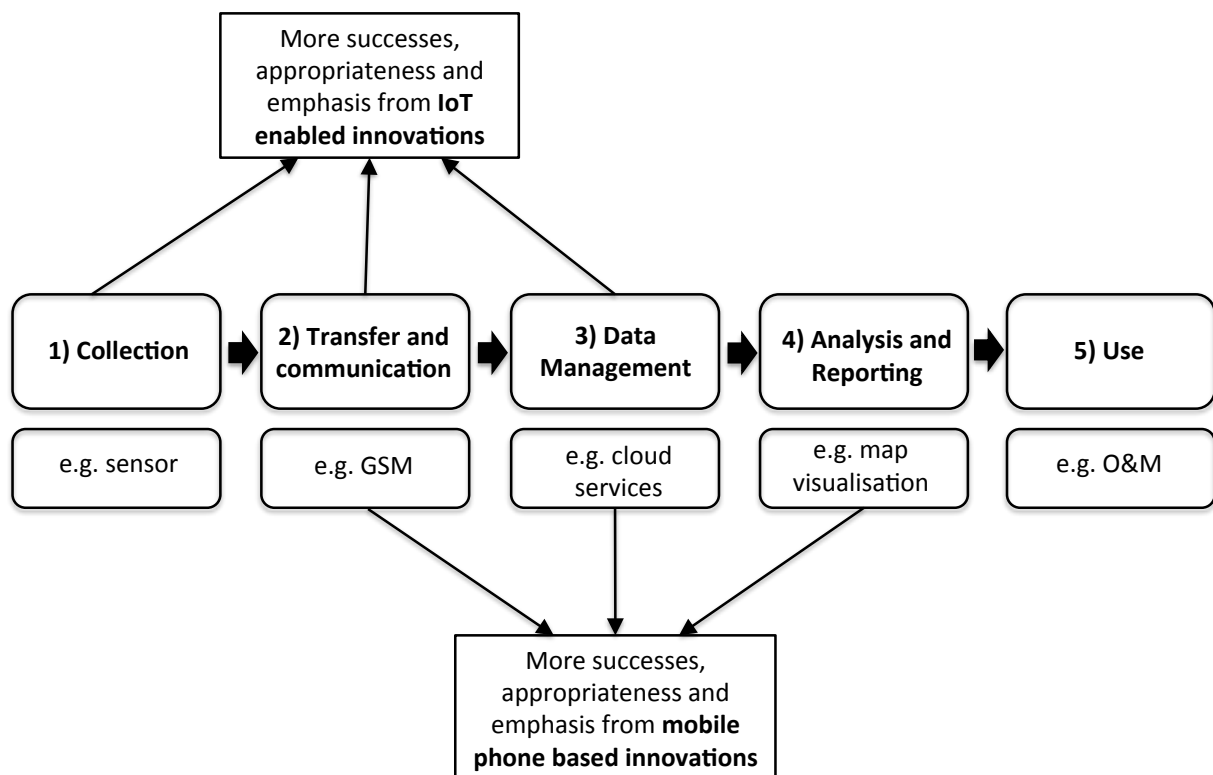 More successes,
appropriateness and
emphasis from IoT
enabled innovations
1) Collection
2) Transfer and
communication
3) Data
Management
4) Analysis and
Reporting
5) Use
e.g. sensor
e.g. GSM
e.g. cloud
services
e.g. map
visualisation
e.g. O&M
More successes,
appropriateness and
emphasis from mobile
phone based innovations